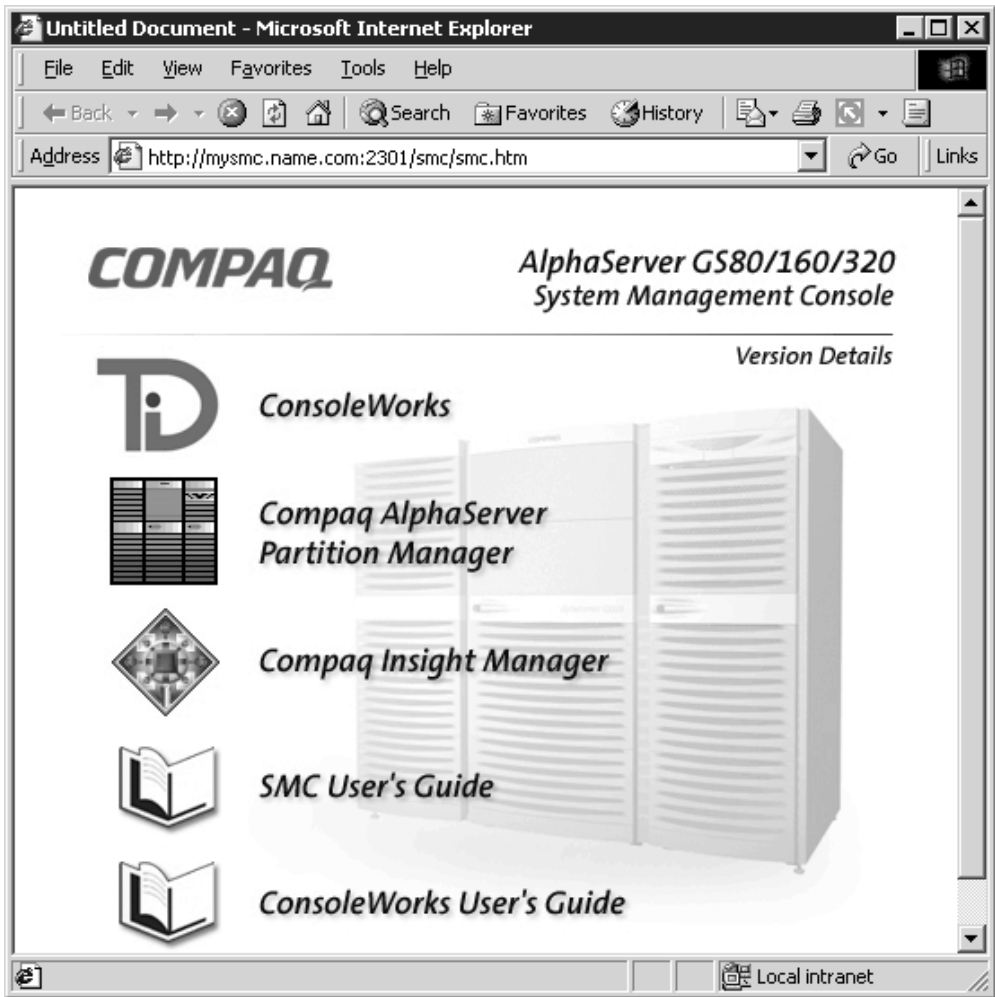 Untitled Document - Microsoft Internet Explorer
File Edit View Favorites Tools Help
Back Search Favorites History
Address http://mysmc.name.com:2301/smc/smc.htm Go Links
COMPAQ
AlphaServer GS80/160/320
System Management Console
Version Details
TiD
ConsoleWorks
Compaq AlphaServer
Partition Manager
Compaq Insight Manager
SMC User's Guide
ConsoleWorks User's Guide
Local intranet